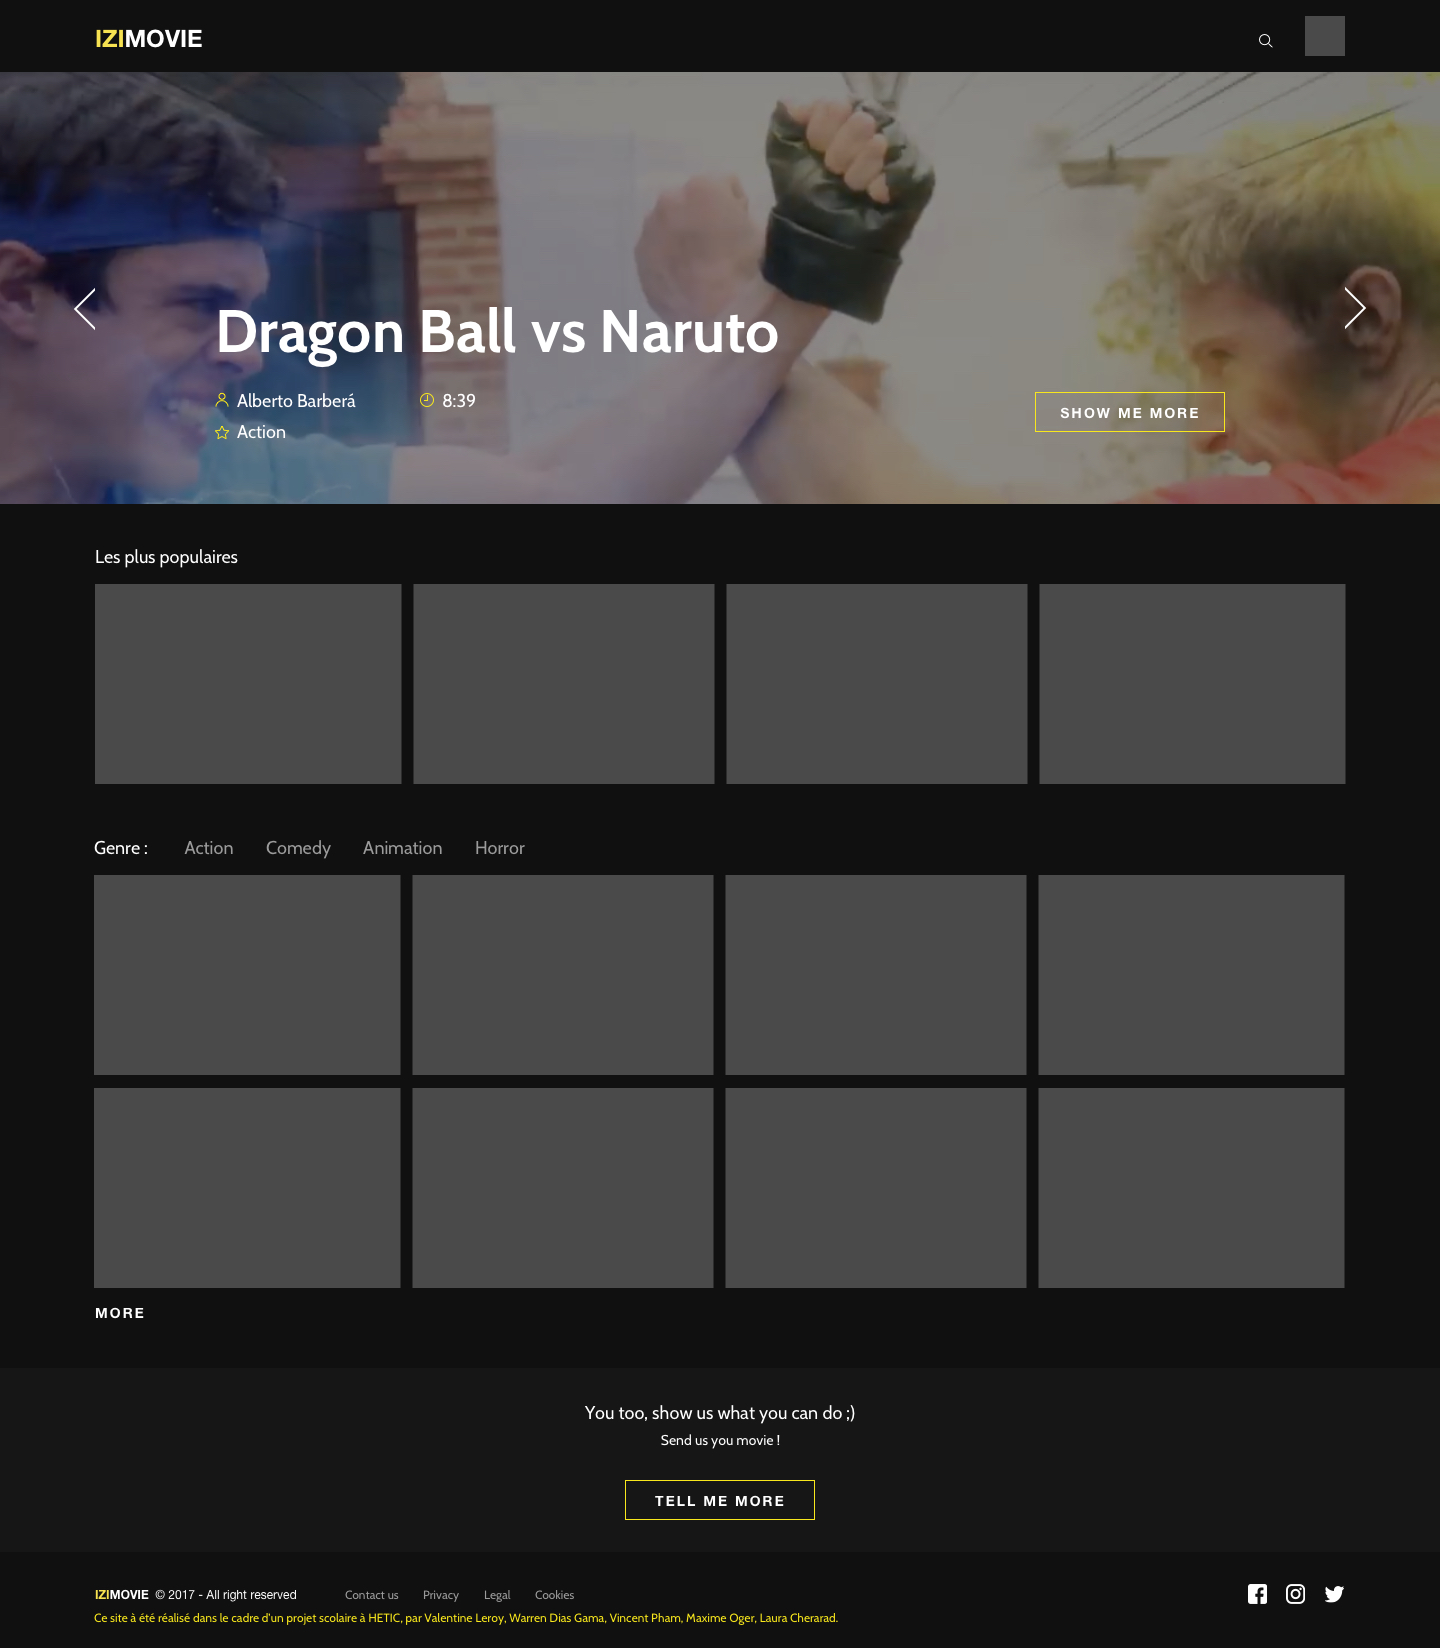 IZIMOVIE
Dragon Ball vs Naruto
Alberto Barberá
8:39
Action
SHOW ME MORE
Les plus populaires
Genre : Action Comedy Animation Horror
MORE
You too, show us what you can do ;)
Send us you movie !
TELL ME MORE
IZIMOVIE © 2017 - All right reserved Contact us Privacy Legal Cookies
Ce site à été réalisé dans le cadre d'un projet scolaire à HETIC, par Valentine Leroy, Warren Dias Gama, Vincent Pham, Maxime Oger, Laura Cherarad.